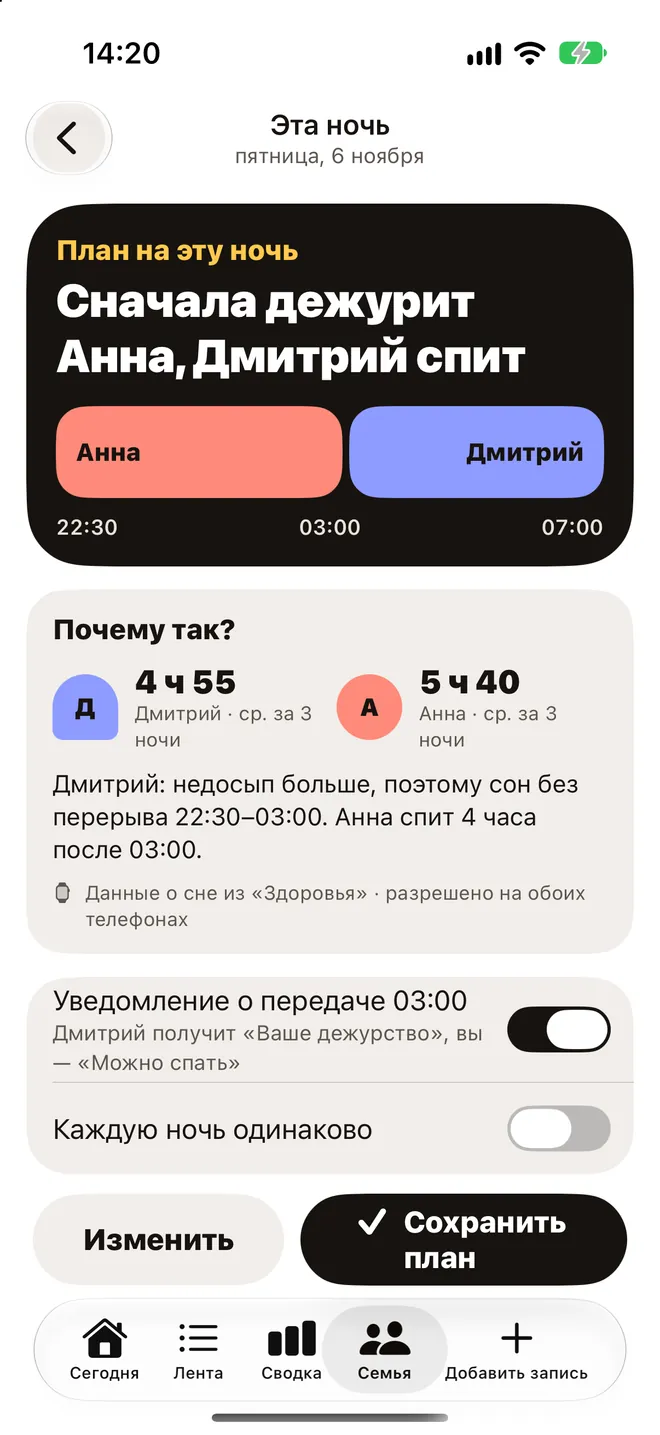 14:20
Эта ночь
пятница, 6 ноября
План на эту ночь
Сначала дежурит
Анна, Дмитрий спит
Анна
Дмитрий
22:30
03:00
07:00
Почему так?
Д
4 ч 55
Дмитрий · ср. за 3
ночи
А
5 ч 40
Анна · ср. за 3
ночи
Дмитрий: недосып больше, поэтому сон без
перерыва 22:30–03:00. Анна спит 4 часа
после 03:00.
Данные о сне из «Здоровья» · разрешено на обоих
телефонах
Уведомление о передаче 03:00
Дмитрий получит «Ваше дежурство», вы
— «Можно спать»
Каждую ночь одинаково
Изменить
Сохранить
план
Сегодня
Лента
Сводка
Семья
Добавить запись